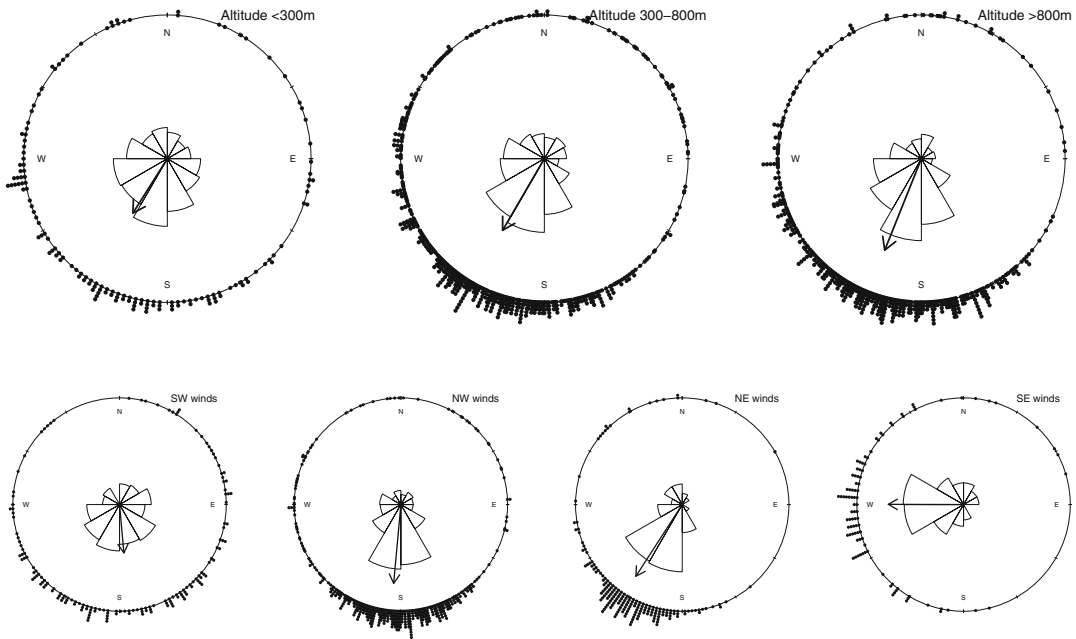 Altitude <300m
N
W
E
S
Altitude 300–800m
N
W
E
S
Altitude >800m
N
W
E
S
SW winds
N
W
E
S
NW winds
N
W
E
S
NE winds
N
W
E
S
SE winds
N
W
E
S